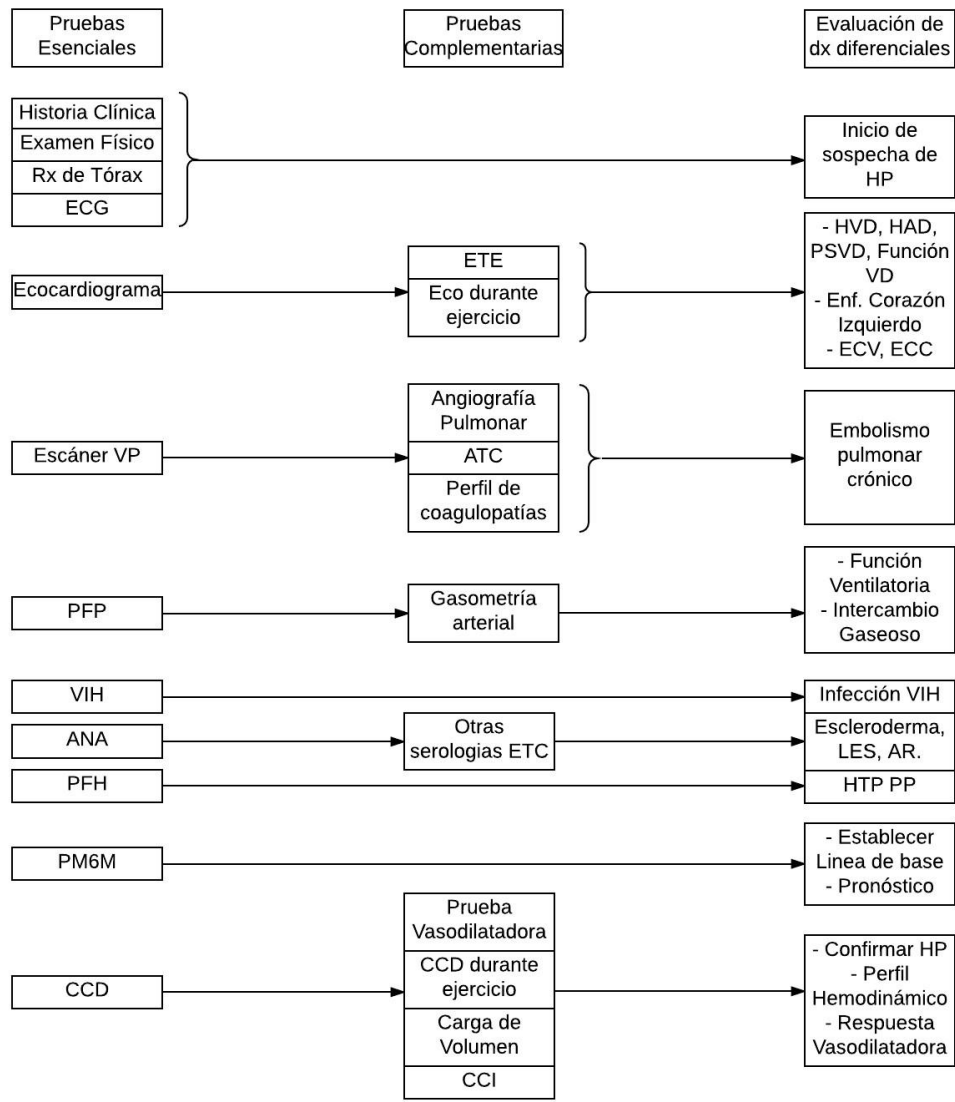 Pruebas
Esenciales
Pruebas
Complementarias
Evaluación de
dx diferenciales
Historia Clínica
Examen Físico
Rx de Tórax
ECG
Inicio de
sospecha de
HP
Ecocardiograma
ETE
Eco durante
ejercicio
- HVD, HAD,
PSVD, Función
VD
- Enf. Corazón
Izquierdo
- ECV, ECC
Escáner VP
Angiografía
Pulmonar
ATC
Perfil de
coagulopatías
Embolismo
pulmonar
crónico
PFP
Gasometría
arterial
- Función
Ventilatoria
- Intercambio
Gaseoso
VIH
Infección VIH
ANA
Otras
serologias ETC
Escleroderma,
LES, AR.
PFH
HTP PP
PM6M
- Establecer
Linea de base
- Pronóstico
CCD
Prueba
Vasodilatadora
CCD durante
ejercicio
Carga de
Volumen
CCI
- Confirmar HP
- Perfil
Hemodinámico
- Respuesta
Vasodilatadora